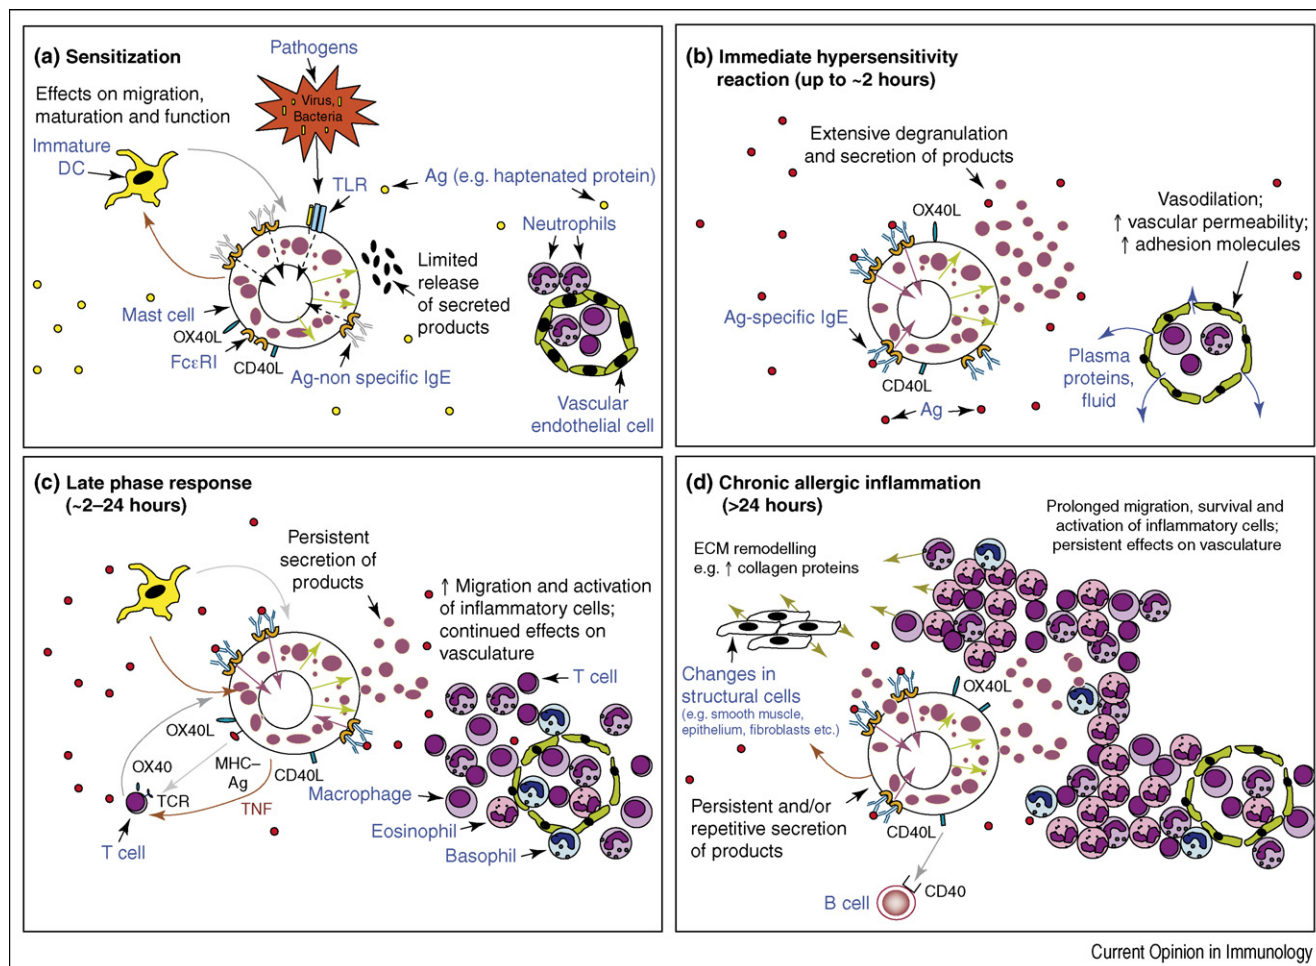 (a) Sensitization
Effects on migration,
maturation and function
Pathogens
Virus,
Bacteria
Immature
DC
TLR
Ag (e.g. haptenated protein)
Neutrophils
Limited
release
of secreted
products
Mast cell
OX40L
FcεRI
CD40L
Ag-non specific IgE
Vascular
endothelial cell
(b) Immediate hypersensitivity
reaction (up to ~2 hours)
Extensive degranulation
and secretion of products
OX40L
Vasodilation;
↑ vascular permeability;
↑ adhesion molecules
Ag-specific IgE
CD40L
Ag
Plasma
proteins,
fluid
(c) Late phase response
(~2–24 hours)
Persistent
secretion of
products
↑ Migration and activation
of inflammatory cells;
continued effects on
vasculature
T cell
OX40L
OX40
MHC–
Ag
CD40L
TCR
TNF
T cell
Macrophage
Eosinophil
Basophil
(d) Chronic allergic inflammation
(>24 hours)
Prolonged migration, survival and
activation of inflammatory cells;
persistent effects on vasculature
ECM remodelling
e.g. ↑ collagen proteins
Changes in
structural cells
(e.g. smooth muscle,
epithelium, fibroblasts etc.)
OX40L
Persistent and/or
repetitive secretion
of products
CD40L
CD40
B cell
Current Opinion in Immunology